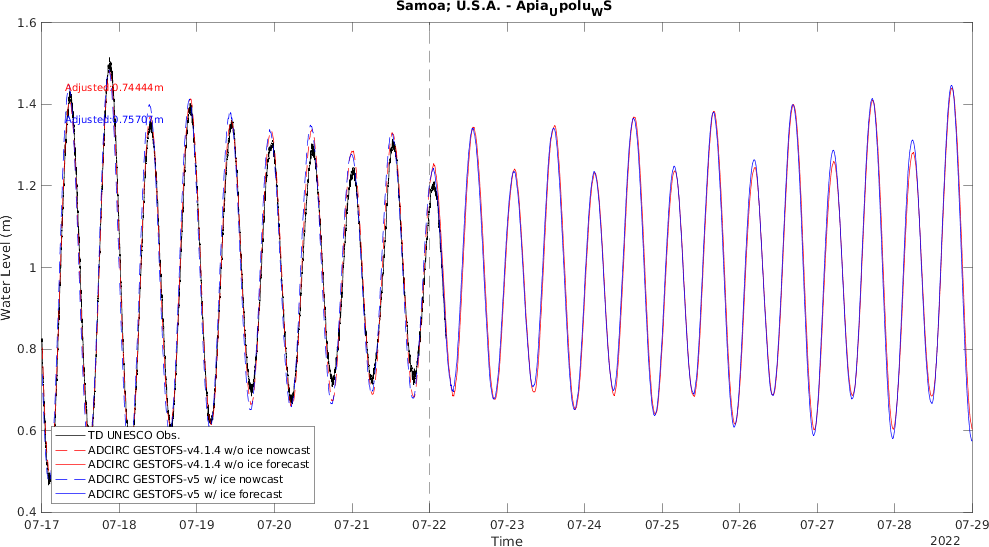 Samoa; U.S.A. - ApiaUpoluWS
1.6
1.4
1.2
1
0.8
0.6
0.4
Water Level (m)
Adjusted:0.74444m
Adjusted:0.75707m
TD UNESCO Obs.
ADCIRC GESTOFS-v4.1.4 w/o ice nowcast
ADCIRC GESTOFS-v4.1.4 w/o ice forecast
ADCIRC GESTOFS-v5 w/ ice nowcast
ADCIRC GESTOFS-v5 w/ ice forecast
07-17 07-18 07-19 07-20 07-21 07-22 07-23 07-24 07-25 07-26 07-27 07-28 07-29
Time
2022